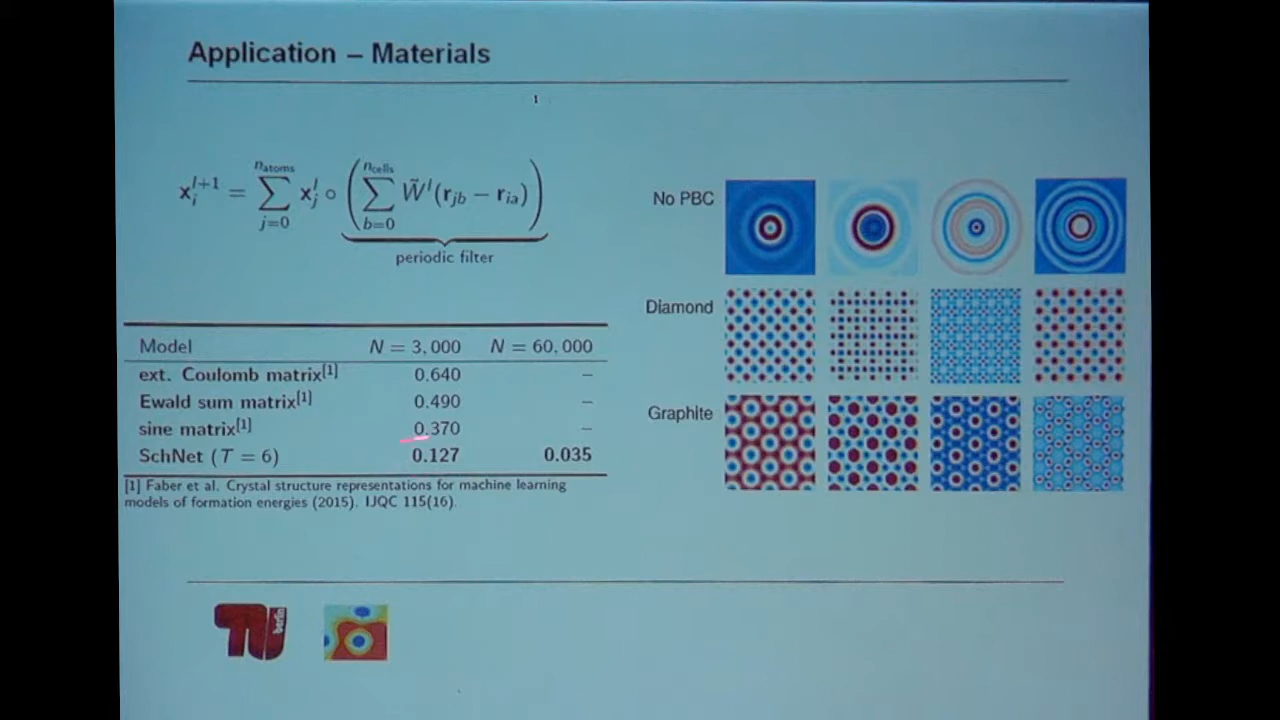 Application – Materials
1
x_i^{l+1} = \sum_{j=0}^{n_{atoms}} x_j^l ∘ ( \sum_{b=0}^{n_{cells}} \tilde{W}^l (r_{jb} − r_{ia}) )
periodic filter
Model N = 3,000 N = 60,000
ext. Coulomb matrix[1] 0.640 –
Ewald sum matrix[1] 0.490 –
sine matrix[1] 0.370 –
SchNet (T = 6) 0.127 0.035
[1] Faber et al. Crystal structure representations for machine learning
models of formation energies (2015). IJQC 115(16).
No PBC
Diamond
Graphite
TU berlin